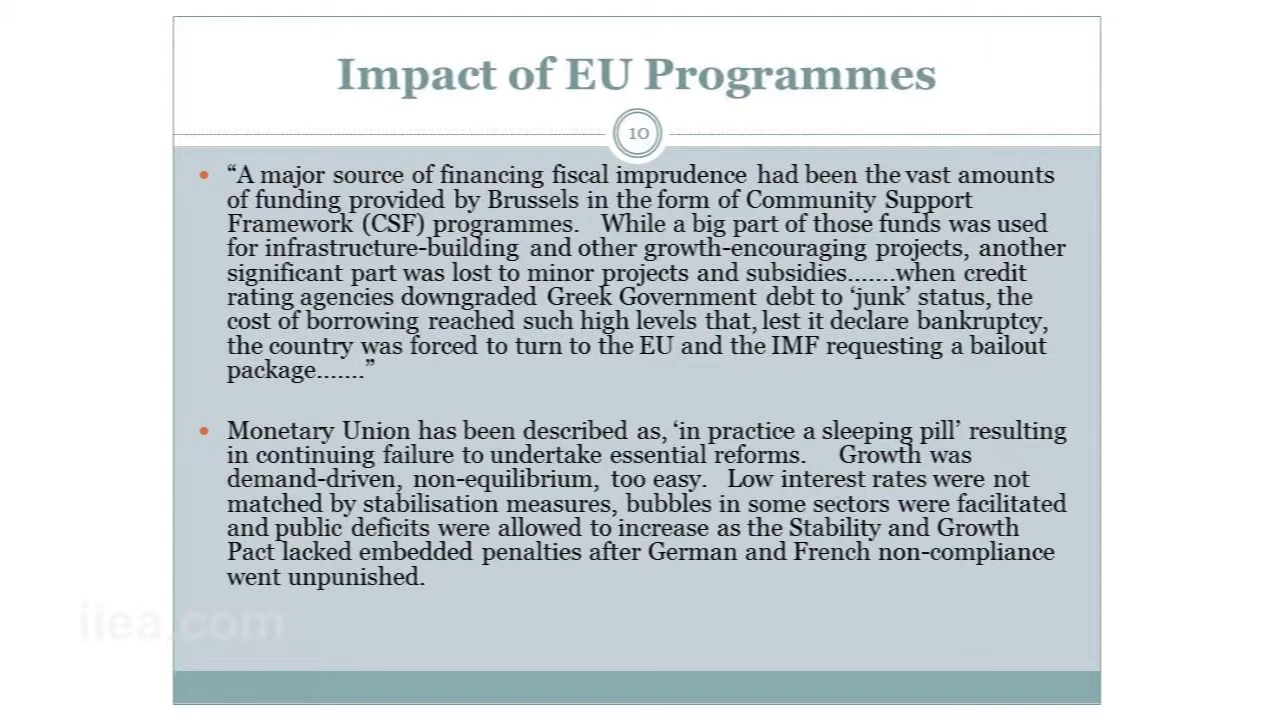 Impact of EU Programmes
10
• “A major source of financing fiscal imprudence had been the vast amounts
of funding provided by Brussels in the form of Community Support
Framework (CSF) programmes. While a big part of those funds was used
for infrastructure-building and other growth-encouraging projects, another
significant part was lost to minor projects and subsidies.......when credit
rating agencies downgraded Greek Government debt to ‘junk’ status, the
cost of borrowing reached such high levels that, lest it declare bankruptcy,
the country was forced to turn to the EU and the IMF requesting a bailout
package.......”
• Monetary Union has been described as, ‘in practice a sleeping pill’ resulting
in continuing failure to undertake essential reforms. Growth was
demand-driven, non-equilibrium, too easy. Low interest rates were not
matched by stabilisation measures, bubbles in some sectors were facilitated
and public deficits were allowed to increase as the Stability and Growth
Pact lacked embedded penalties after German and French non-compliance
went unpunished.
iiea.com